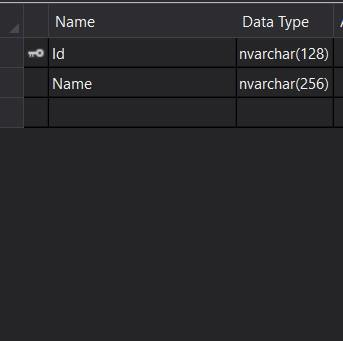 Name Data Type
Id nvarchar(128)
Name nvarchar(256)